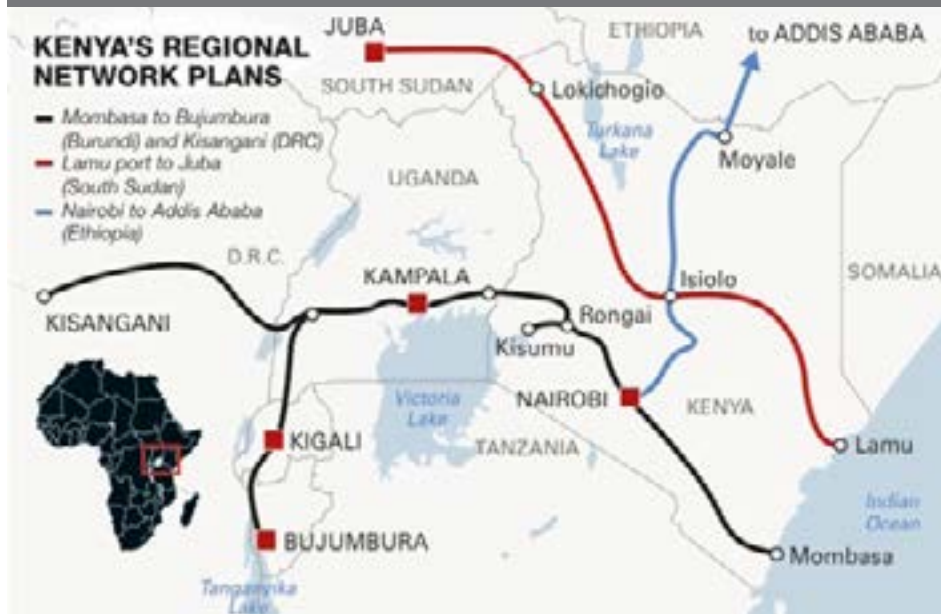 KENYA'S REGIONAL
NETWORK PLANS
Mombasa to Bujumbura
(Burundi) and Kisangani (DRC)
Lamu port to Juba
(South Sudan)
Nairobi to Addis Ababa
(Ethiopia)
JUBA
SOUTH SUDAN
ETHIOPIA
to ADDIS ABABA
Lokichogio
Turkana
Lake
Moyale
UGANDA
D.R.C.
SOMALIA
KAMPALA
Isiolo
KISANGANI
Rongai
Kisumu
Victoria
Lake
NAIROBI
KENYA
KIGALI
TANZANIA
Lamu
Indian
Ocean
BUJUMBURA
Mombasa
Tanganyika
Lake